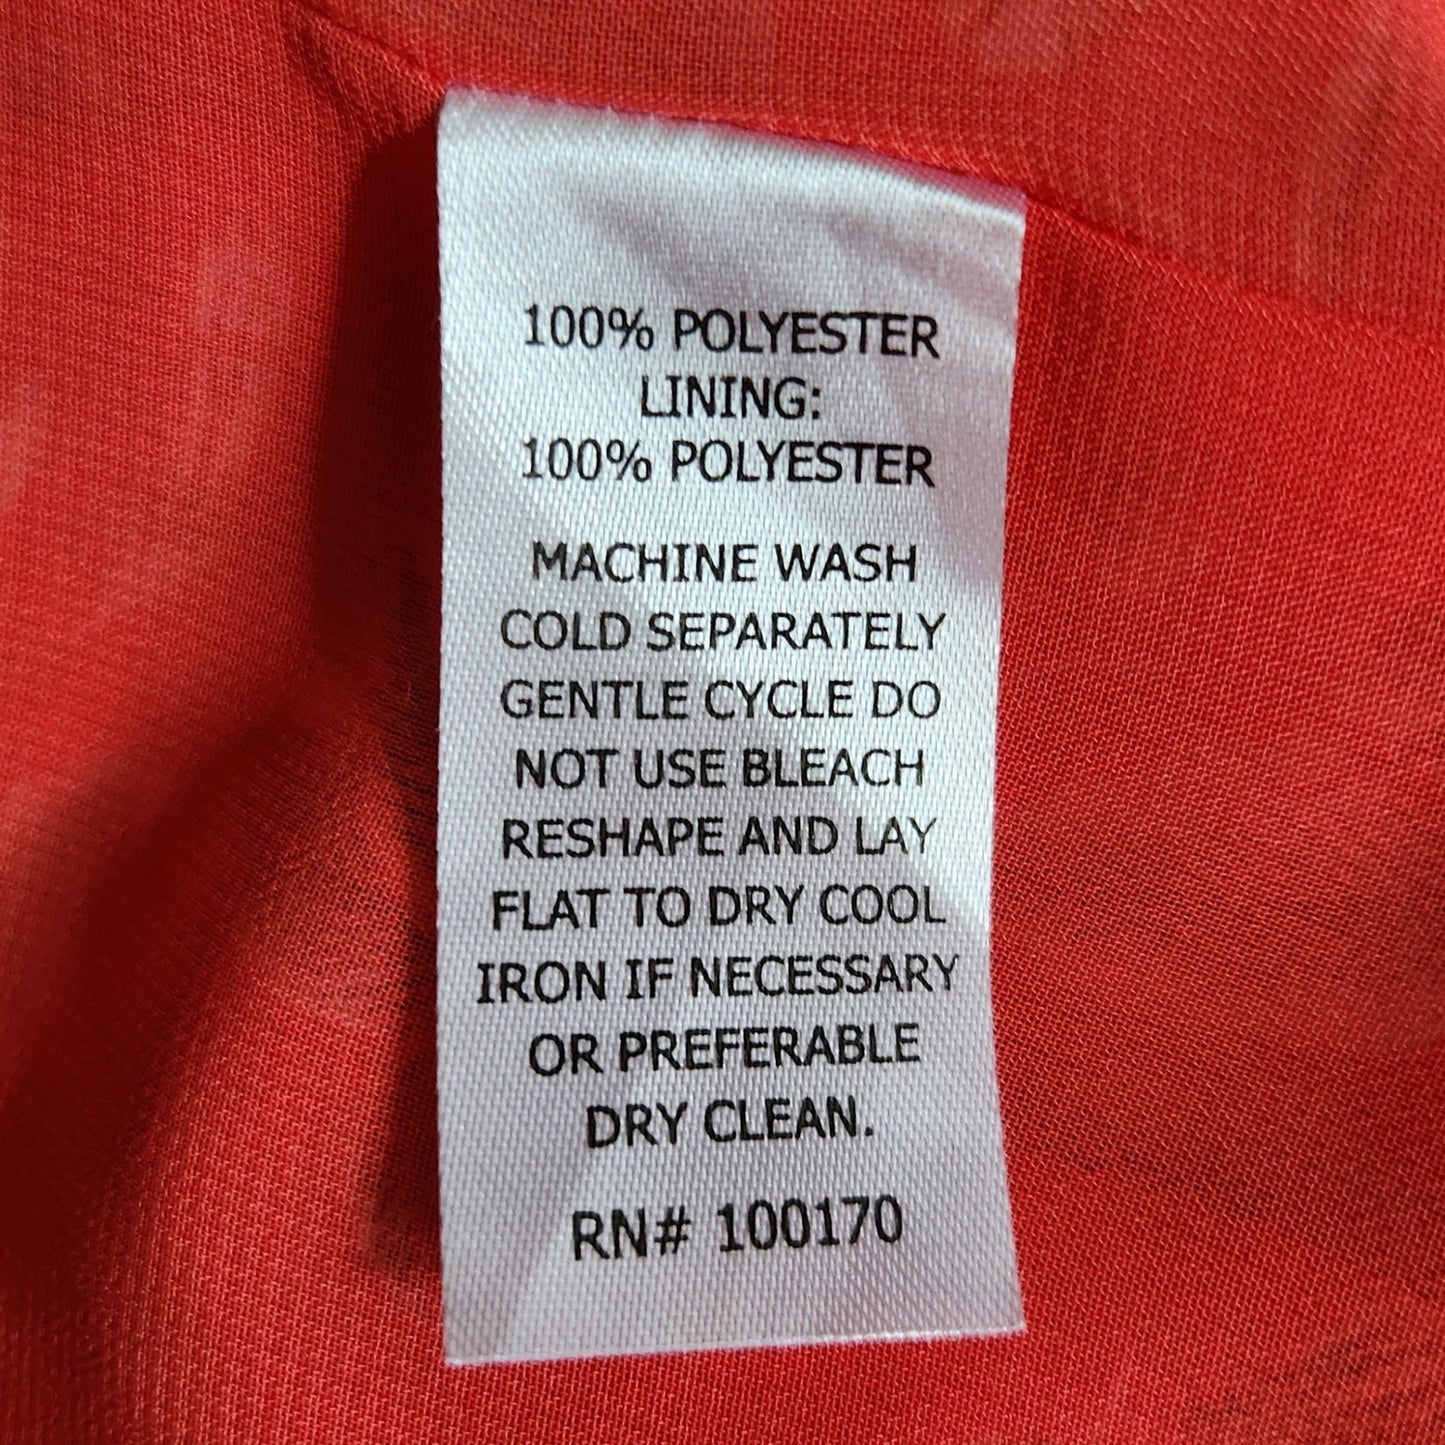 100% POLYESTER
LINING:
100% POLYESTER
MACHINE WASH
COLD SEPARATELY
GENTLE CYCLE DO
NOT USE BLEACH
RESHAPE AND LAY
FLAT TO DRY COOL
IRON IF NECESSARY
OR PREFERABLE
DRY CLEAN.
RN# 100170